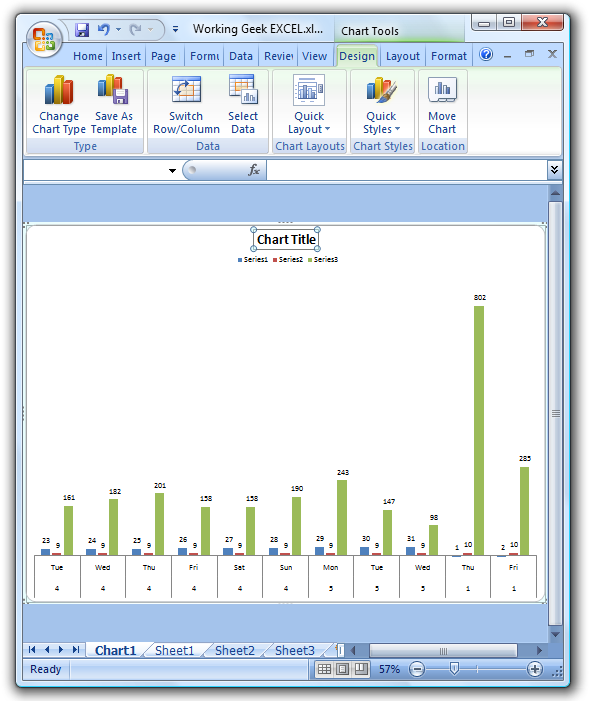 Working Geek EXCEL.xl... Chart Tools
Home Insert Page Formu Data Review View Design Layout Format
Change Chart Type Save As Template Switch Row/Column Select Data Quick Layout Quick Styles Move Chart
Type Data Chart Layouts Chart Styles Location
fx
Chart Title
Series1 Series2 Series3
802
285
243
201
190
182
161
158 158
147
98
23 9 24 9 25 9 26 9 27 9 28 9 29 9 30 9 31 9 1 10 2 10
Tue Wed Thu Fri Sat Sun Mon Tue Wed Thu Fri
4 4 4 4 4 4 5 5 5 1 1
Chart1 Sheet1 Sheet2 Sheet3
Ready 57%